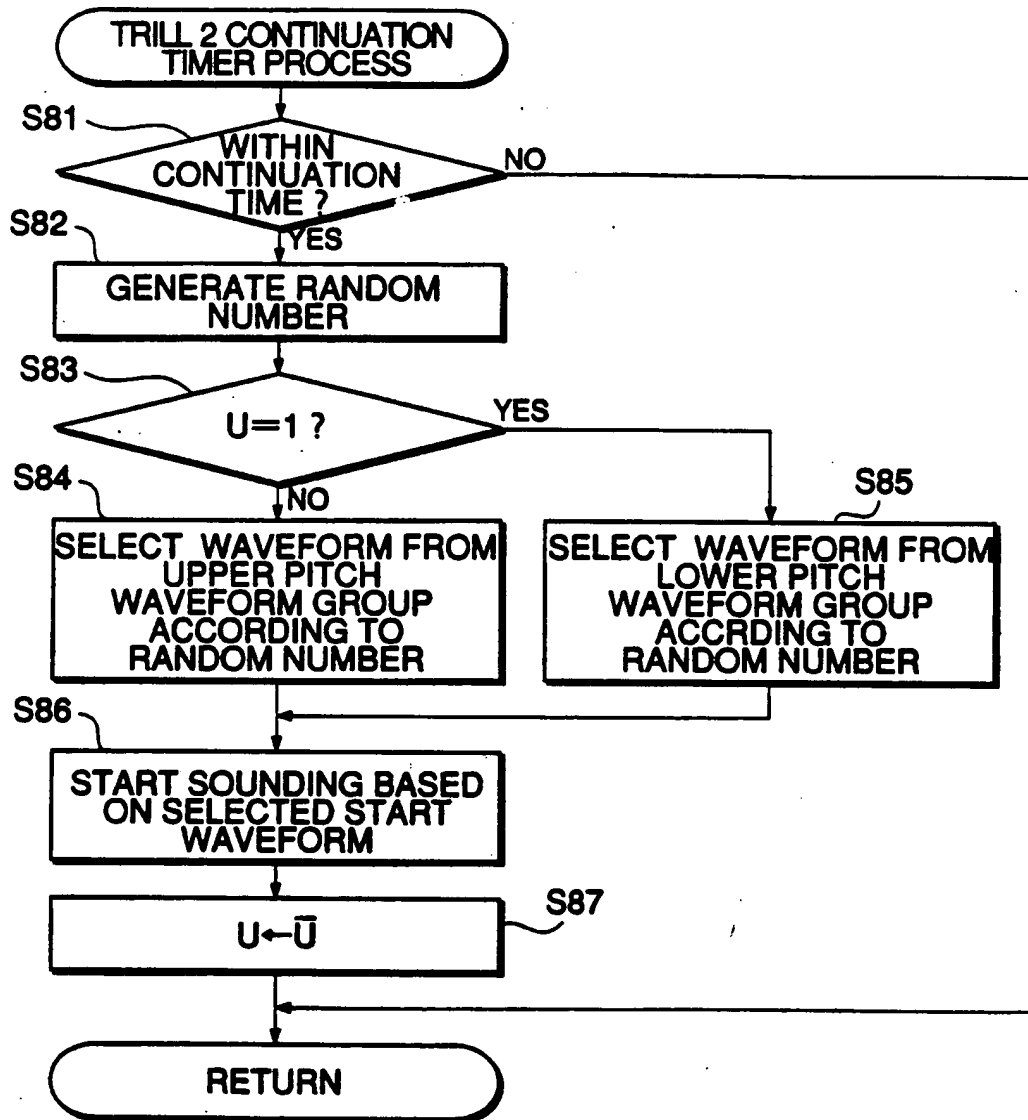 TRILL 2 CONTINUATION
TIMER PROCESS
S81
WITHIN
CONTINUATION
TIME ?
NO
YES
S82
GENERATE RANDOM
NUMBER
S83
U=1 ?
YES
NO
S84
SELECT WAVEFORM FROM
UPPER PITCH
WAVEFORM GROUP
ACCORDING TO
RANDOM NUMBER
S85
SELECT WAVEFORM FROM
LOWER PITCH
WAVEFORM GROUP
ACCRDING TO
RANDOM NUMBER
S86
START SOUNDING BASED
ON SELECTED START
WAVEFORM
S87
U←Ū
RETURN